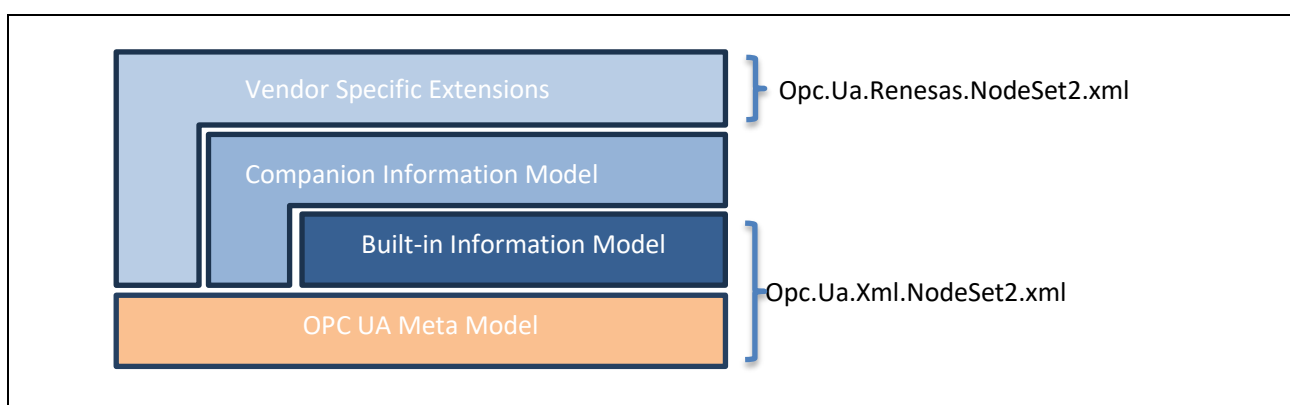 Vendor Specific Extensions
Opc.Ua.Renesas.NodeSet2.xml
Companion Information Model
Built-in Information Model
Opc.Ua.Xml.NodeSet2.xml
OPC UA Meta Model